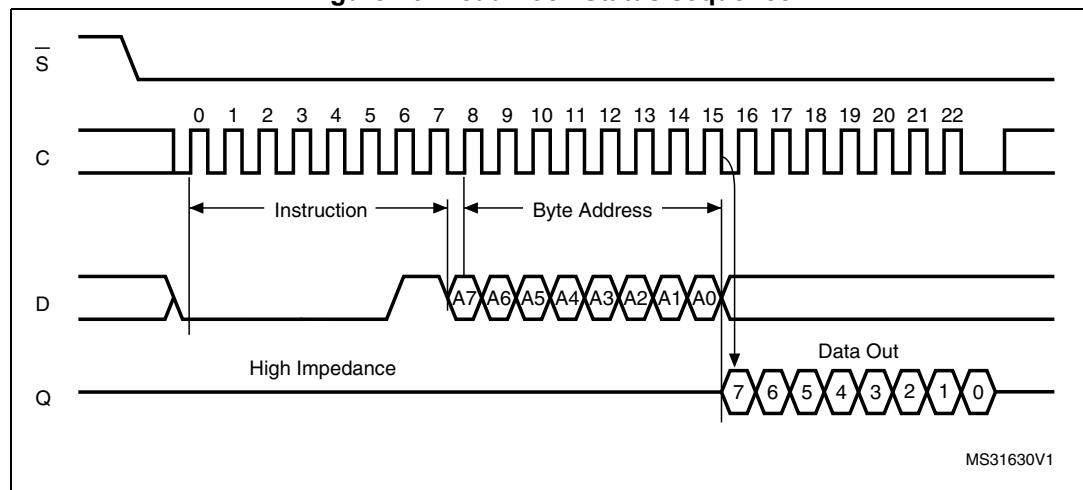 S
0 1 2 3 4 5 6 7 8 9 10 11 12 13 14 15 16 17 18 19 20 21 22
C
Instruction Byte Address
D
A7 A6 A5 A4 A3 A2 A1 A0
High Impedance
Data Out
Q
7 6 5 4 3 2 1 0
MS31630V1